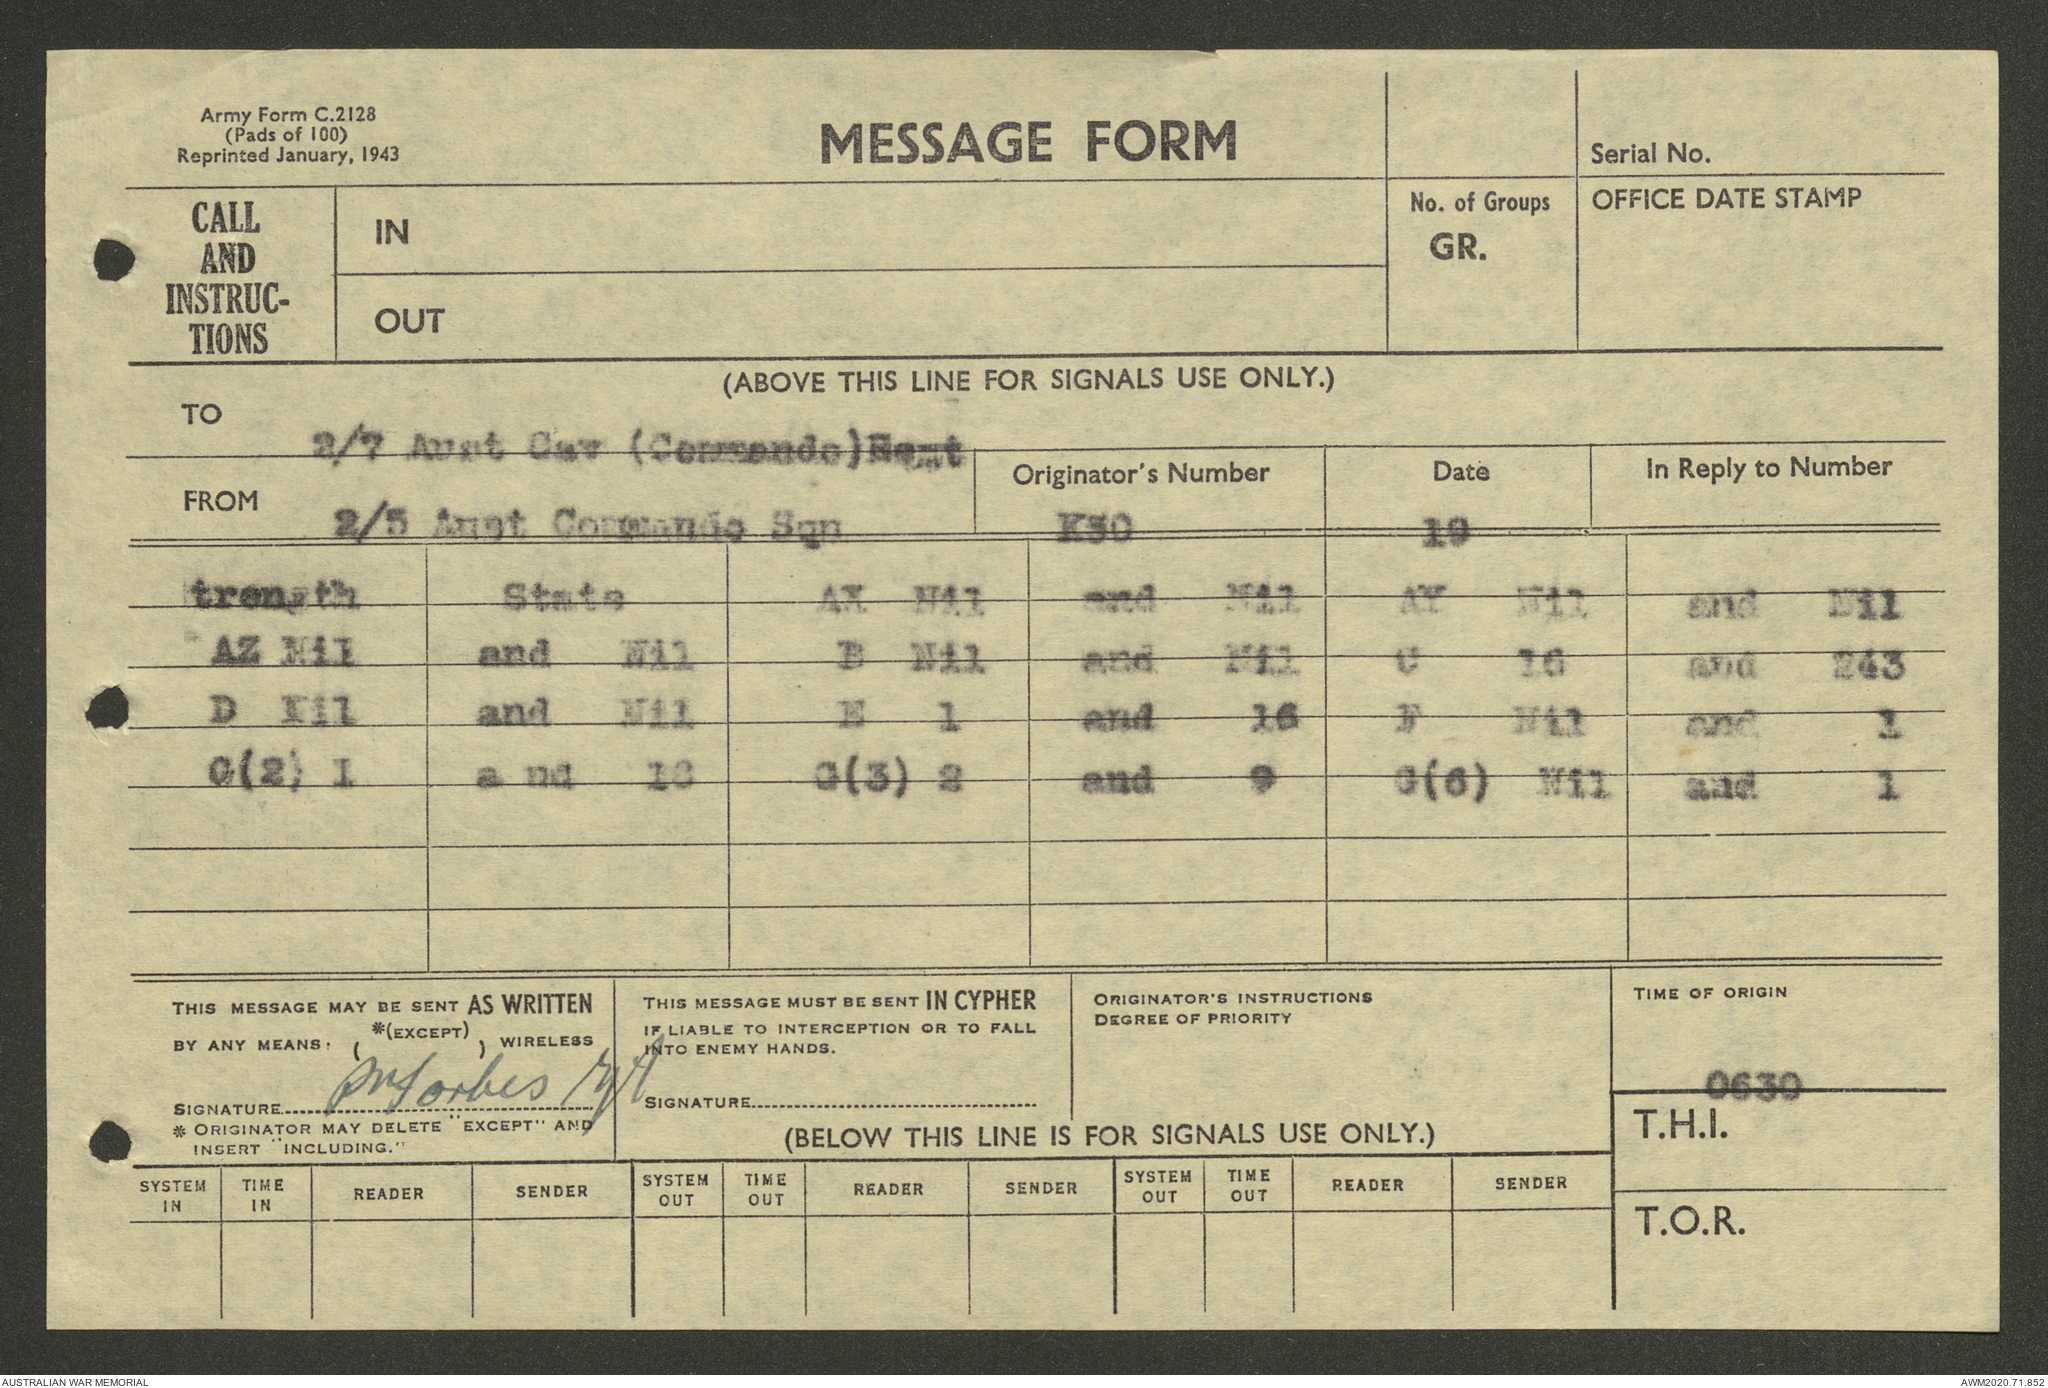 Army Form C.2128
(Pads of 100)
Reprinted January, 1943
MESSAGE FORM
Serial No.
CALL AND INSTRUC- TIONS
IN
OUT
No. of Groups
GR.
OFFICE DATE STAMP
(ABOVE THIS LINE FOR SIGNALS USE ONLY.)
TO
2/7 Aust Cav (Commando)Regt
FROM
2/5 Aust Commando Sqn
Originator's Number
K30
Date
19
In Reply to Number
trength State AX Nil and Nil AY Nil and Nil
AZ Nil and Nil B Nil and Nil C 16 and 243
D Nil and Nil E 1 and 16 F Nil and 1
G(2) 1 a nd G(3) 2 and 9 G(6) Nil and 1
THIS MESSAGE MAY BE SENT AS WRITTEN
BY ANY MEANS. ( *(EXCEPT) ) WIRELESS
SIGNATURE Forbes
* ORIGINATOR MAY DELETE "EXCEPT" AND
INSERT "INCLUDING."
THIS MESSAGE MUST BE SENT IN CYPHER
IF LIABLE TO INTERCEPTION OR TO FALL
INTO ENEMY HANDS.
SIGNATURE
ORIGINATOR'S INSTRUCTIONS
DEGREE OF PRIORITY
TIME OF ORIGIN
0630
T.H.I.
T.O.R.
(BELOW THIS LINE IS FOR SIGNALS USE ONLY.)
SYSTEM IN TIME IN READER SENDER SYSTEM OUT TIME OUT READER SENDER SYSTEM OUT TIME OUT READER SENDER
AUSTRALIAN WAR MEMORIAL
AWM2020.71.852